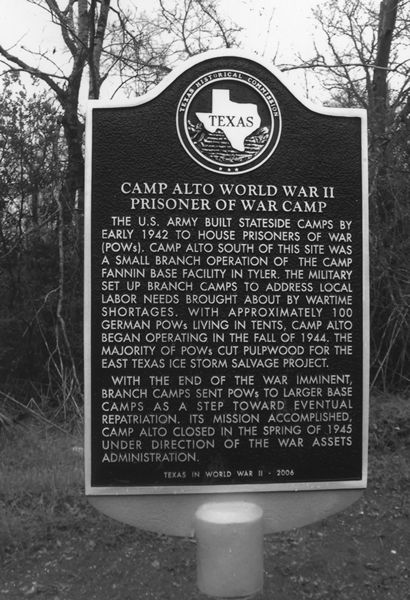 TEXAS HISTORICAL COMMISSION
TEXAS
CAMP ALTO WORLD WAR II
PRISONER OF WAR CAMP
THE U.S. ARMY BUILT STATESIDE CAMPS BY
EARLY 1942 TO HOUSE PRISONERS OF WAR
(POWs). CAMP ALTO SOUTH OF THIS SITE WAS
A SMALL BRANCH OPERATION OF THE CAMP
FANNIN BASE FACILITY IN TYLER. THE MILITARY
SET UP BRANCH CAMPS TO ADDRESS LOCAL
LABOR NEEDS BROUGHT ABOUT BY WARTIME
SHORTAGES. WITH APPROXIMATELY 100
GERMAN POWs LIVING IN TENTS, CAMP ALTO
BEGAN OPERATING IN THE FALL OF 1944. THE
MAJORITY OF POWs CUT PULPWOOD FOR THE
EAST TEXAS ICE STORM SALVAGE PROJECT.
WITH THE END OF THE WAR IMMINENT,
BRANCH CAMPS SENT POWs TO LARGER BASE
CAMPS AS A STEP TOWARD EVENTUAL
REPATRIATION. ITS MISSION ACCOMPLISHED,
CAMP ALTO CLOSED IN THE SPRING OF 1945
UNDER DIRECTION OF THE WAR ASSETS
ADMINISTRATION.
TEXAS IN WORLD WAR II - 2006